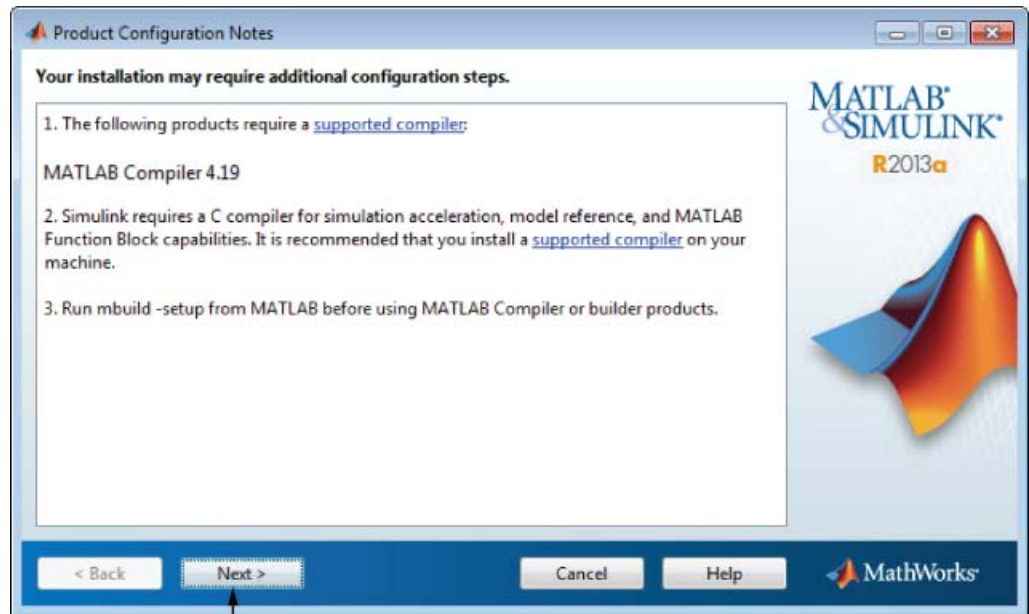 Product Configuration Notes
Your installation may require additional configuration steps.
1. The following products require a supported compiler:
MATLAB Compiler 4.19
2. Simulink requires a C compiler for simulation acceleration, model reference, and MATLAB
Function Block capabilities. It is recommended that you install a supported compiler on your
machine.
3. Run mbuild -setup from MATLAB before using MATLAB Compiler or builder products.
MATLAB®
&SIMULINK®
R2013a
< Back
Next >
Cancel
Help
MathWorks®